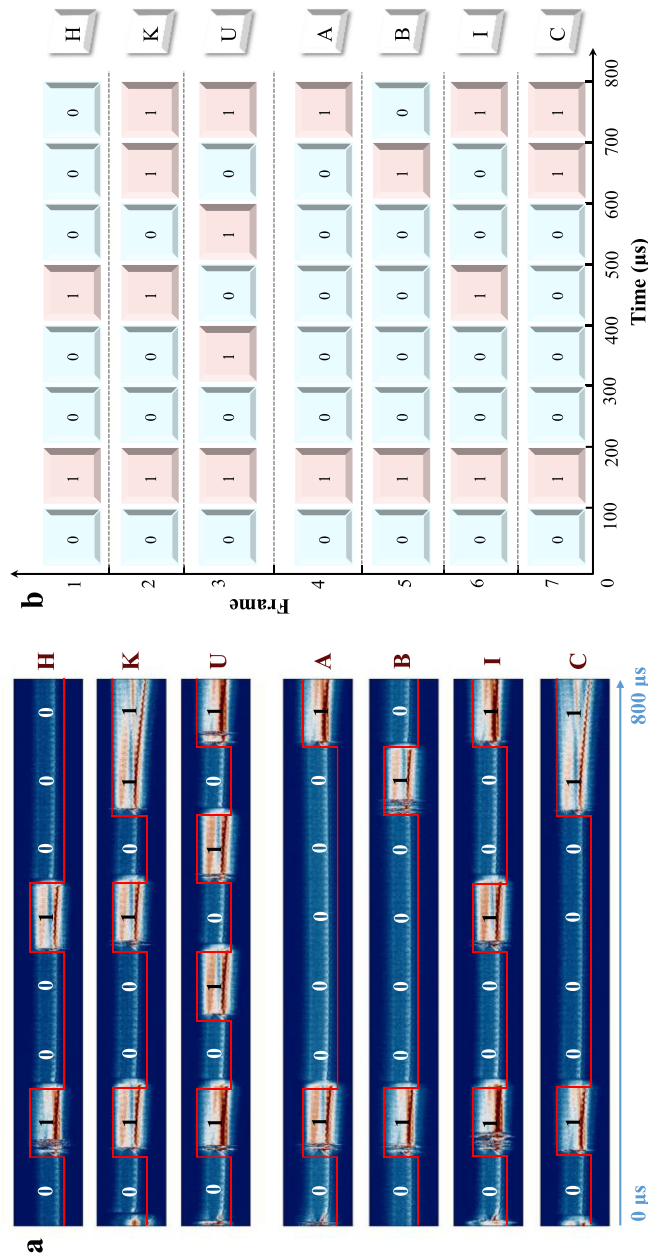 a
0 1 0 0 1 0 0 0 H
0 1 0 0 1 0 1 1 K
0 1 0 1 0 1 0 1 U
0 1 0 0 0 0 0 1 A
0 1 0 0 0 0 1 0 B
0 1 0 0 1 0 0 1 I
0 1 0 0 0 0 1 1 C
0 μs 800 μs
b
Frame
1 0 1 0 0 1 0 0 0 H
2 0 1 0 0 1 0 1 1 K
3 0 1 0 1 0 1 0 1 U
4 0 1 0 0 0 0 0 1 A
5 0 1 0 0 0 0 1 0 B
6 0 1 0 0 1 0 0 1 I
7 0 1 0 0 0 0 1 1 C
0 100 200 300 400 500 600 700 800
Time (μs)